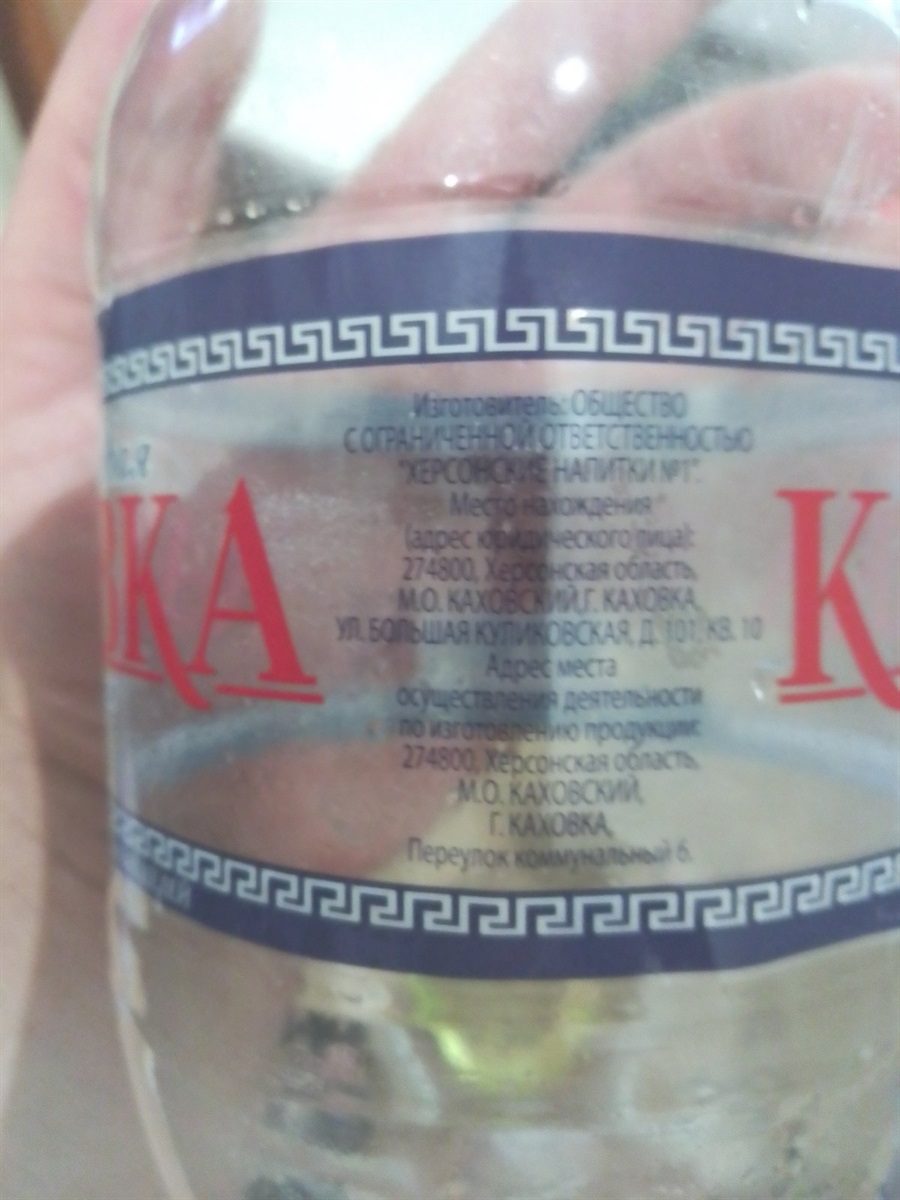 Изготовитель: ОБЩЕСТВО
С ОГРАНИЧЕННОЙ ОТВЕТСТВЕННОСТЬЮ
"ХЕРСОНСКИЕ НАПИТКИ №1".
Место нахождения
(адрес юридического лица):
274800, Херсонская область,
М.О. КАХОВСКИЙ,Г. КАХОВКА,
УЛ. БОЛЬШАЯ КУЛИКОВСКАЯ, Д. 101, КВ. 10
Адрес места
осуществления деятельности
по изготовлению продукции:
274800, Херсонская область,
М.О. КАХОВСКИЙ,
Г. КАХОВКА,
Переулок коммунальный 6.
ВКА
К